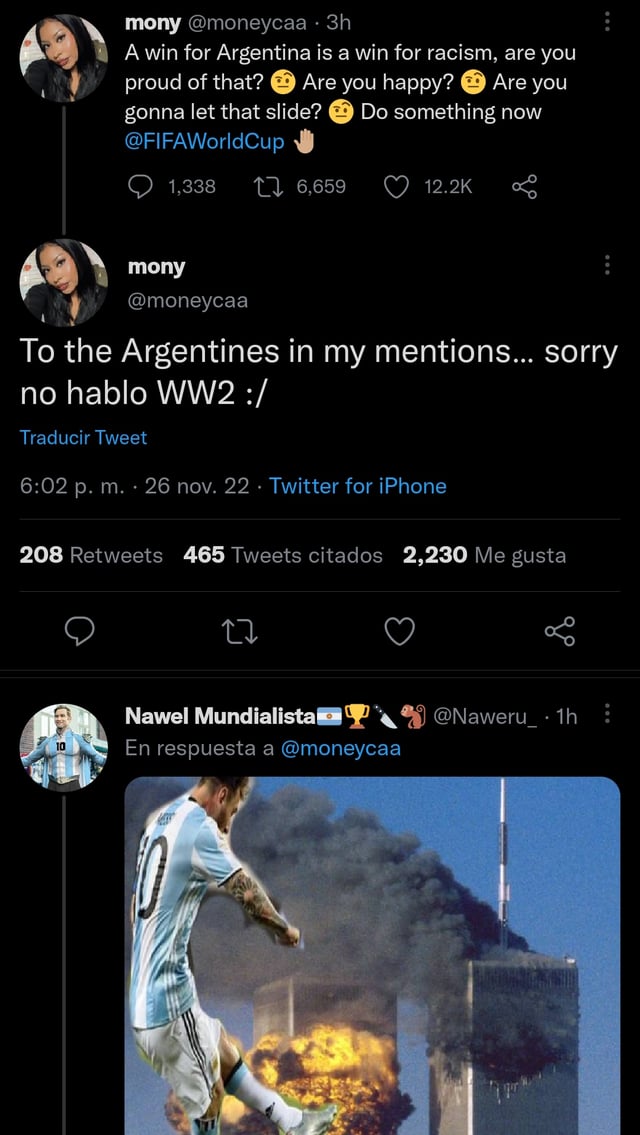 mony @moneycaa · 3h
A win for Argentina is a win for racism, are you
proud of that? 🤨 Are you happy? 🤨 Are you
gonna let that slide? 🤨 Do something now
@FIFAWorldCup 🤚🏼
1,338 6,659 12.2K
mony
@moneycaa
To the Argentines in my mentions... sorry
no hablo WW2 :/
Traducir Tweet
6:02 p. m. · 26 nov. 22 · Twitter for iPhone
208 Retweets 465 Tweets citados 2,230 Me gusta
Nawel Mundialista🇦🇷🏆🔪🐒 @Naweru_ · 1h
En respuesta a @moneycaa
10
10